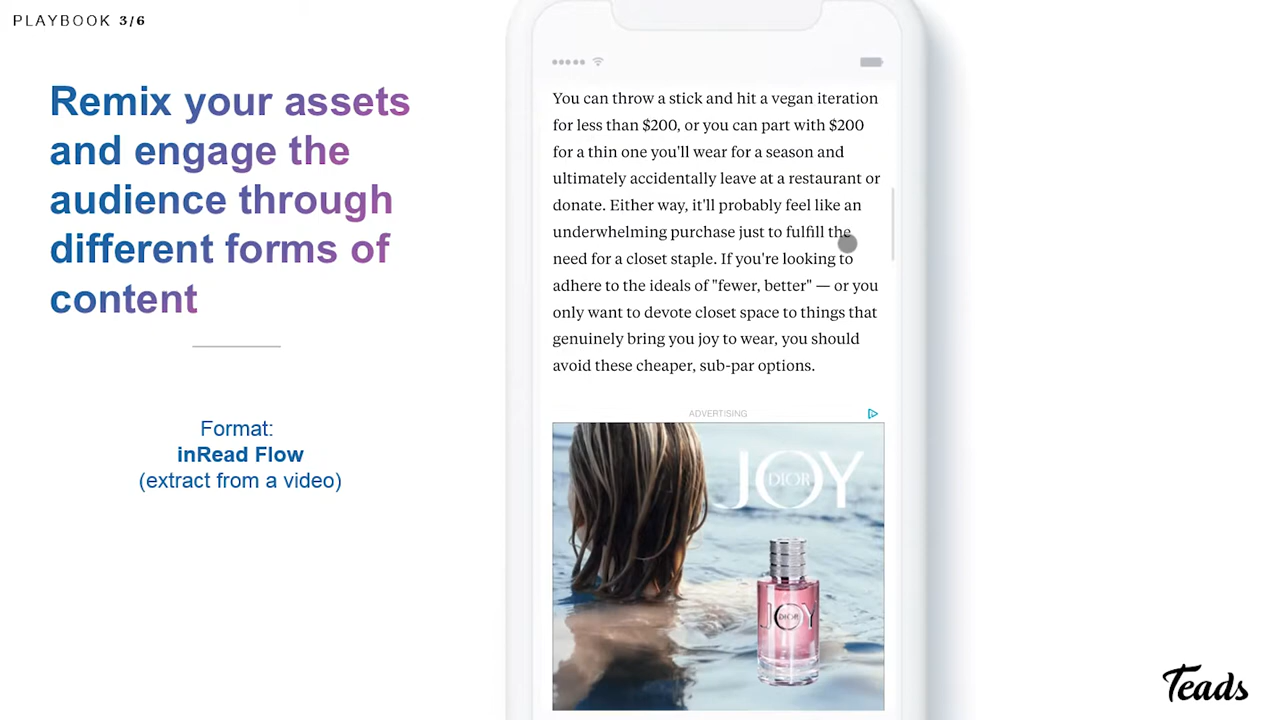 PLAYBOOK 3/6
Remix your assets
and engage the
audience through
different forms of
content
Format:
inRead Flow
(extract from a video)
You can throw a stick and hit a vegan iteration
for less than $200, or you can part with $200
for a thin one you'll wear for a season and
ultimately accidentally leave at a restaurant or
donate. Either way, it'll probably feel like an
underwhelming purchase just to fulfill the
need for a closet staple. If you're looking to
adhere to the ideals of "fewer, better" — or you
only want to devote closet space to things that
genuinely bring you joy to wear, you should
avoid these cheaper, sub-par options.
ADVERTISING
JOY
DIOR
JOY
DIOR
Teads